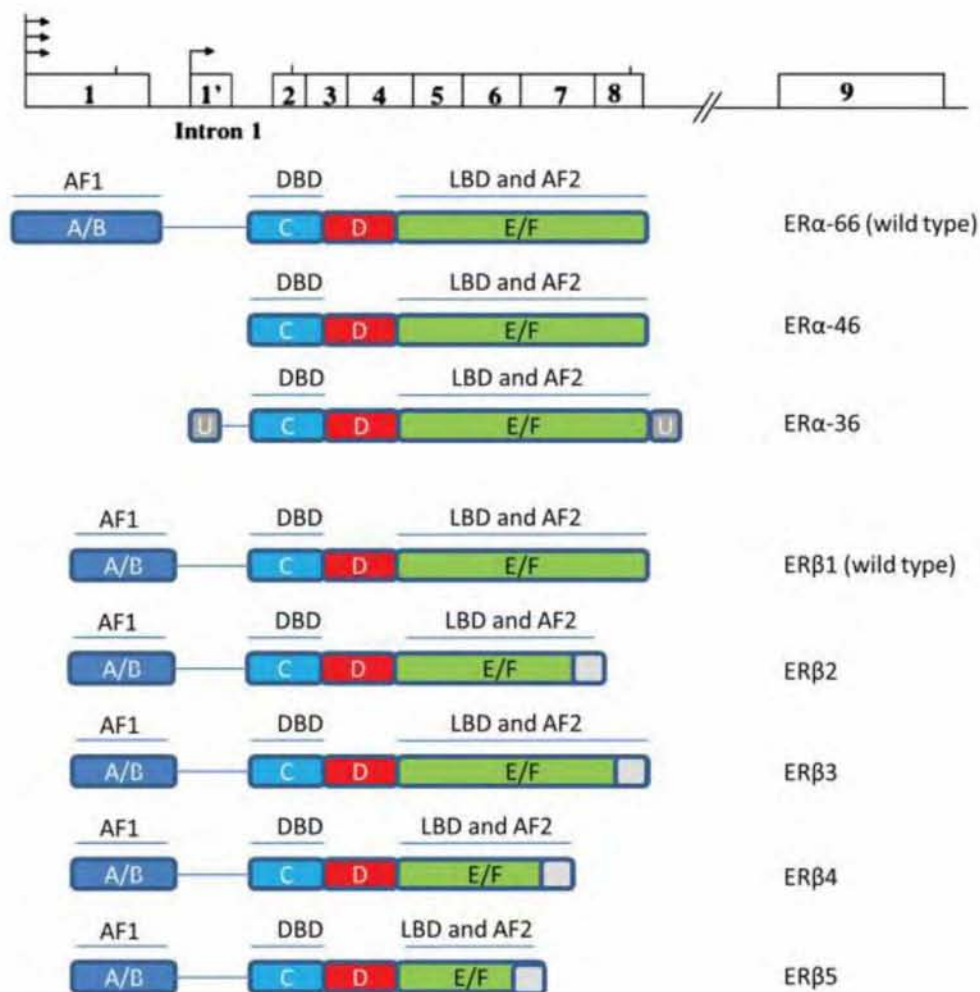 1 1' 2 3 4 5 6 7 8 9
Intron 1
AF1 DBD LBD and AF2
A/B C D E/F ERα-66 (wild type)
DBD LBD and AF2
C D E/F ERα-46
DBD LBD and AF2
U C D E/F U ERα-36
AF1 DBD LBD and AF2
A/B C D E/F ERβ1 (wild type)
AF1 DBD LBD and AF2
A/B C D E/F ERβ2
AF1 DBD LBD and AF2
A/B C D E/F ERβ3
AF1 DBD LBD and AF2
A/B C D E/F ERβ4
AF1 DBD LBD and AF2
A/B C D E/F ERβ5